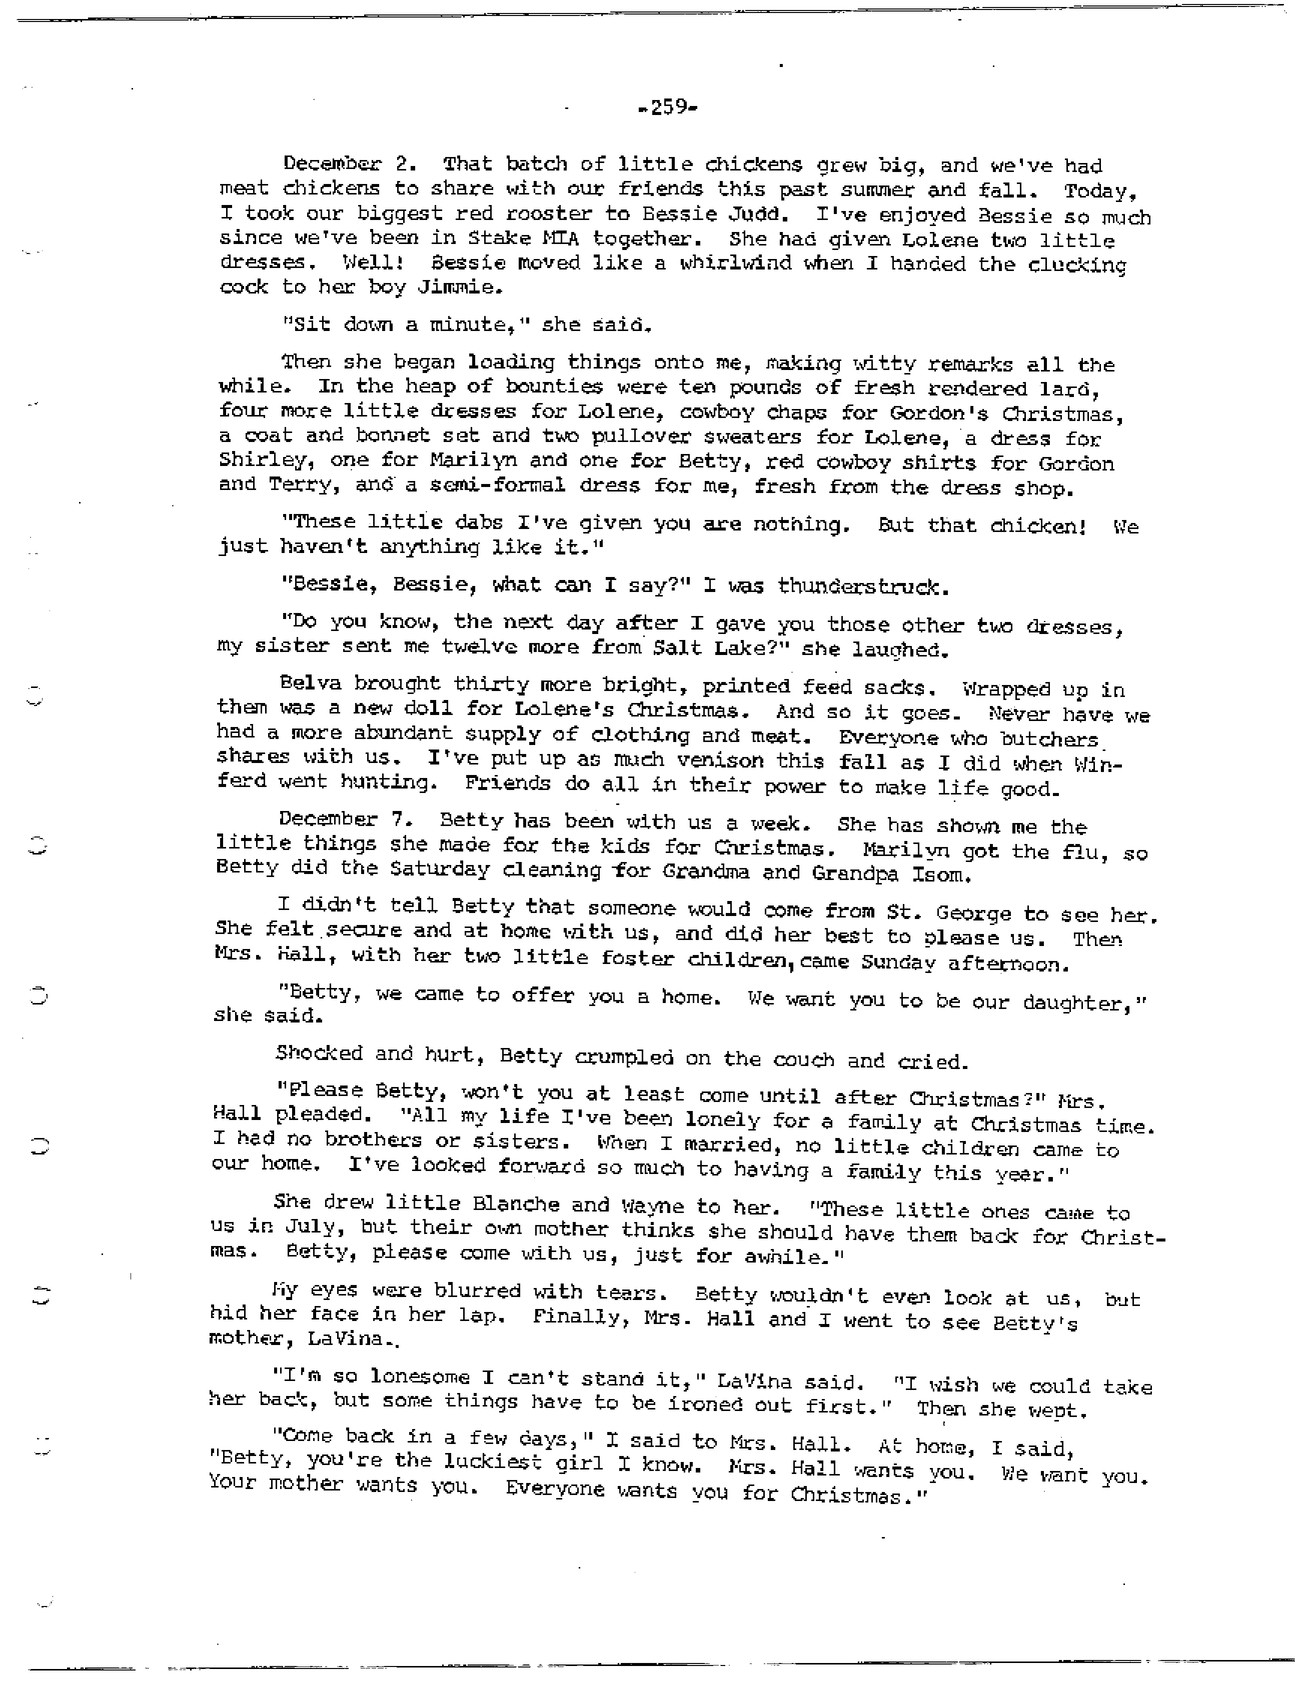 -259-
December 2. That batch of little chickens grew big, and we've had
meat chickens to share with our friends this past summer and fall. Today,
I took our biggest red rooster to Bessie Judd. I've enjoyed Bessie so much
since we've been in Stake MIA together. She had given Lolene two little
dresses. Well! Bessie moved like a whirlwind when I handed the clucking
cock to her boy Jimmie.
"Sit down a minute," she said.
Then she began loading things onto me, making witty remarks all the
while. In the heap of bounties were ten pounds of fresh rendered lard,
four more little dresses for Lolene, cowboy chaps for Gordon's Christmas,
a coat and bonnet set and two pullover sweaters for Lolene, a dress for
Shirley, one for Marilyn and one for Betty, red cowboy shirts for Gordon
and Terry, and a semi-formal dress for me, fresh from the dress shop.
"These little dabs I've given you are nothing. But that chicken! We
just haven't anything like it."
"Bessie, Bessie, what can I say?" I was thunderstruck.
"Do you know, the next day after I gave you those other two dresses,
my sister sent me twelve more from Salt Lake?" she laughed.
Belva brought thirty more bright, printed feed sacks. Wrapped up in
them was a new doll for Lolene's Christmas. And so it goes. Never have we
had a more abundant supply of clothing and meat. Everyone who butchers
shares with us. I've put up as much venison this fall as I did when Win-
ferd went hunting. Friends do all in their power to make life good.
December 7. Betty has been with us a week. She has shown me the
little things she made for the kids for Christmas. Marilyn got the flu, so
Betty did the Saturday cleaning for Grandma and Grandpa Isom.
I didn't tell Betty that someone would come from St. George to see her.
She felt secure and at home with us, and did her best to please us. Then
Mrs. Hall, with her two little foster children, came Sunday afternoon.
"Betty, we came to offer you a home. We want you to be our daughter,"
she said.
Shocked and hurt, Betty crumpled on the couch and cried.
"Please Betty, won't you at least come until after Christmas?" Mrs.
Hall pleaded. "All my life I've been lonely for a family at Christmas time.
I had no brothers or sisters. When I married, no little children came to
our home. I've looked forward so much to having a family this year."
She drew little Blanche and Wayne to her. "These little ones came to
us in July, but their own mother thinks she should have them back for Christ-
mas. Betty, please come with us, just for awhile."
My eyes were blurred with tears. Betty wouldn't even look at us, but
hid her face in her lap. Finally, Mrs. Hall and I went to see Betty's
mother, LaVina..
"I'm so lonesome I can't stand it," LaVina said. "I wish we could take
her back, but some things have to be ironed out first." Then she wept.
"Come back in a few days," I said to Mrs. Hall. At home, I said,
"Betty, you're the luckiest girl I know. Mrs. Hall wants you. We want you.
Your mother wants you. Everyone wants you for Christmas."